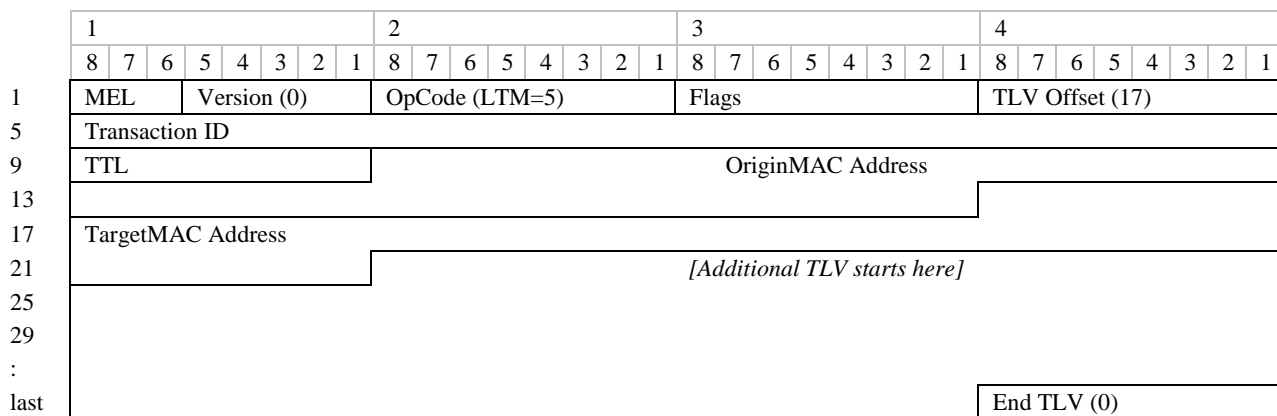 1 2 3 4
8 7 6 5 4 3 2 1 8 7 6 5 4 3 2 1 8 7 6 5 4 3 2 1 8 7 6 5 4 3 2 1
1 MEL Version (0) OpCode (LTM=5) Flags TLV Offset (17)
5 Transaction ID
9 TTL OriginMAC Address
13
17 TargetMAC Address
21 [Additional TLV starts here]
25
29
:
last End TLV (0)